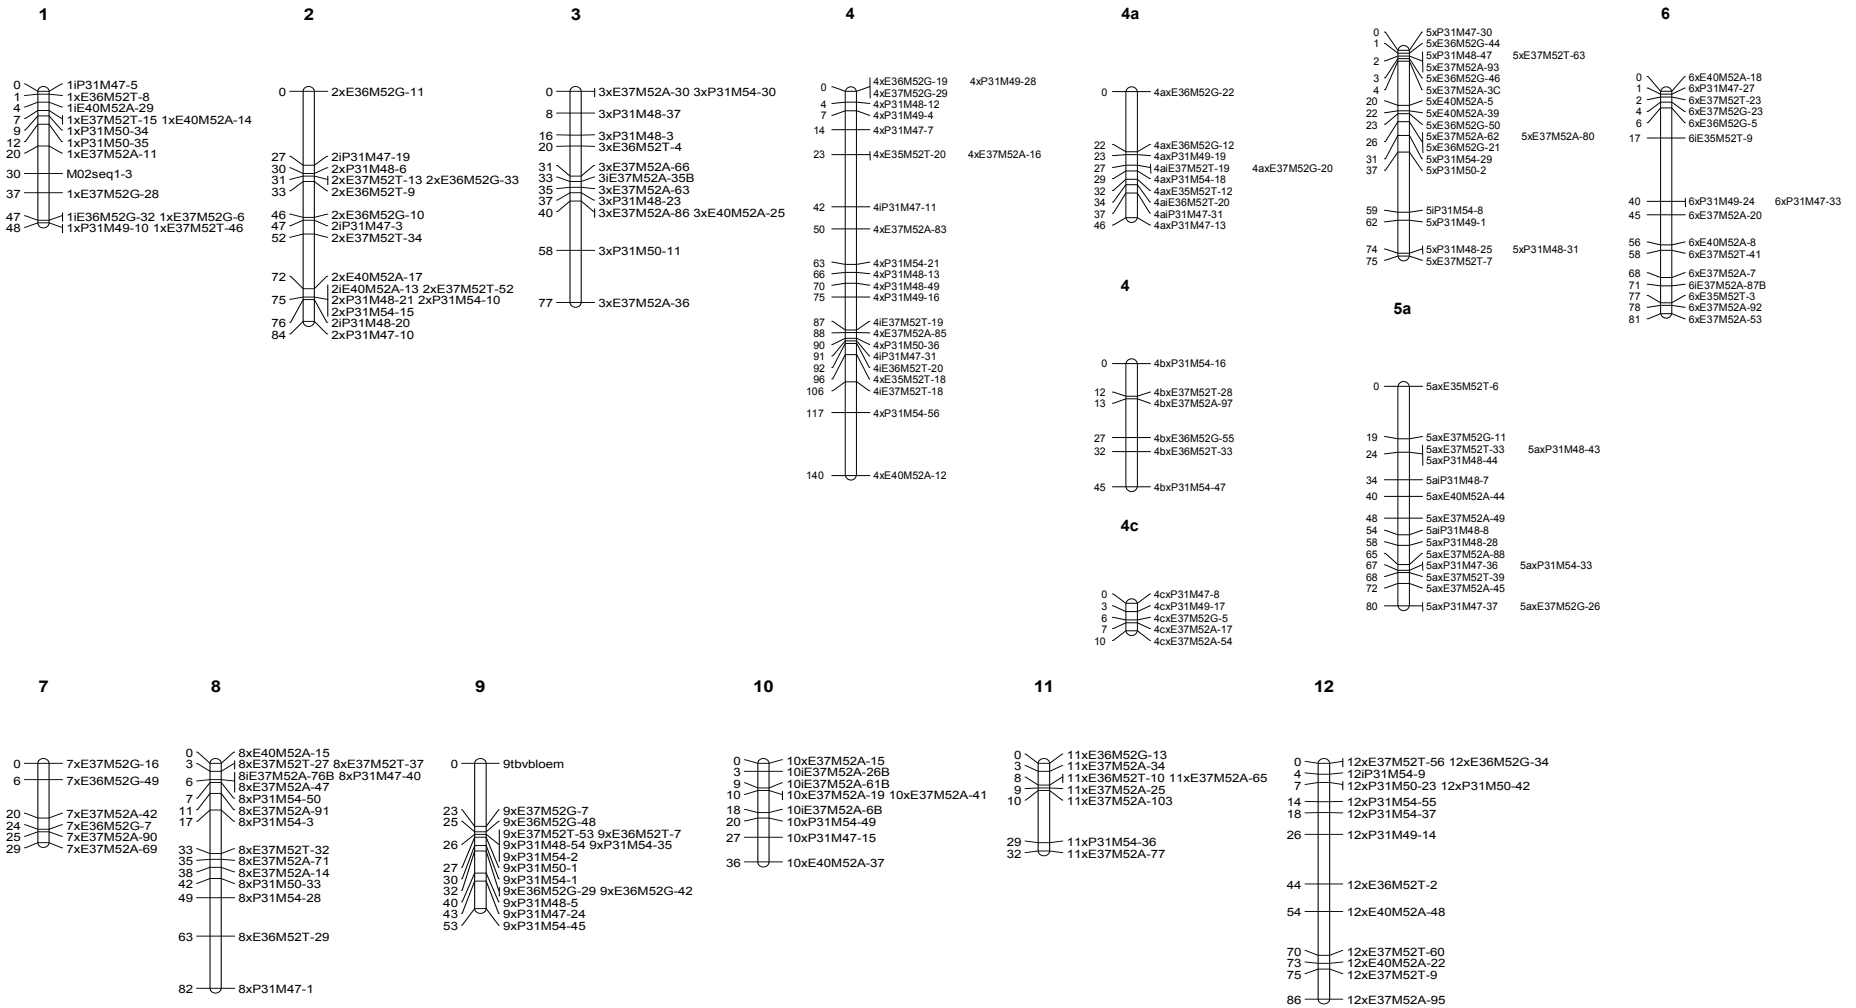 1
0 1iP31M47-5
1 1xE36M52T-8
4 1iE40M52A-29
7 1xE37M52T-15 1xE40M52A-14
9 1xP31M50-34
12 1xP31M50-35
20 1xE37M52A-11
30 M02seq1-3
37 1xE37M52G-28
47 1iE36M52G-32 1xE37M52G-6
48 1xP31M49-10 1xE37M52T-46
2
0 2xE36M52G-11
27 2iP31M47-19
30 2xP31M48-6
31 2xE37M52T-13 2xE36M52G-33
33 2xE36M52T-9
46 2xE36M52G-10
47 2iP31M47-3
52 2xE37M52T-34
72 2xE40M52A-17
2iE40M52A-13 2xE37M52T-52
75 2xP31M48-21 2xP31M54-10
2xP31M54-15
76 2iP31M48-20
84 2xP31M47-10
3
0 3xE37M52A-30 3xP31M54-30
8 3xP31M48-37
16 3xP31M48-3
20 3xE36M52T-4
31 3xE37M52A-66
33 3iE37M52A-35B
35 3xE37M52A-63
37 3xP31M48-23
40 3xE37M52A-86 3xE40M52A-25
58 3xP31M50-11
77 3xE37M52A-36
4
0 4xE36M52G-19 4xP31M49-28
4xE37M52G-29
4 4xP31M48-12
7 4xP31M49-4
14 4xP31M47-7
23 4xE35M52T-20 4xE37M52A-16
42 4iP31M47-11
50 4xE37M52A-83
63 4xP31M54-21
66 4xP31M48-13
70 4xP31M48-49
75 4xP31M49-16
87 4iE37M52T-19
88 4xE37M52A-85
90 4xP31M50-36
91 4iP31M47-31
92 4iE36M52T-20
96 4xE35M52T-18
106 4iE37M52T-18
117 4xP31M54-56
140 4xE40M52A-12
4a
0 4axE36M52G-22
22 4axE36M52G-12
23 4axP31M49-19
27 4aiE37M52T-19 4axE37M52G-20
29 4axP31M54-18
32 4axE35M52T-12
34 4aiE36M52T-20
37 4aiP31M47-31
46 4axP31M47-13
4
0 4bxP31M54-16
12 4bxE37M52T-28
13 4bxE37M52A-97
27 4bxE36M52G-55
32 4bxE36M52T-33
45 4bxP31M54-47
4c
0 4cxP31M47-8
3 4cxP31M49-17
6 4cxE37M52G-5
7 4cxE37M52A-17
10 4cxE37M52A-54
0 5xP31M47-30
1 5xE36M52G-44
2 5xP31M48-47 5xE37M52T-63
5xE37M52A-93
3 5xE36M52G-46
4 5xE37M52A-3C
20 5xE40M52A-5
22 5xE40M52A-39
23 5xE36M52G-50
26 5xE37M52A-62 5xE37M52A-80
5xE36M52G-21
31 5xP31M54-29
37 5xP31M50-2
59 5iP31M54-8
62 5xP31M49-1
74 5xP31M48-25 5xP31M48-31
75 5xE37M52T-7
5a
0 5axE35M52T-6
19 5axE37M52G-11
24 5axE37M52T-33 5axP31M48-43
5axP31M48-44
34 5aiP31M48-7
40 5axE40M52A-44
48 5axE37M52A-49
54 5aiP31M48-8
58 5axP31M48-28
65 5axE37M52A-88
67 5axP31M47-36 5axP31M54-33
68 5axE37M52T-39
72 5axE37M52A-45
80 5axP31M47-37 5axE37M52G-26
6
0 6xE40M52A-18
1 6xP31M47-27
2 6xE37M52T-23
4 6xE37M52G-23
6 6xE36M52G-5
17 6iE35M52T-9
40 6xP31M49-24 6xP31M47-33
45 6xE37M52A-20
56 6xE40M52A-8
58 6xE37M52T-41
68 6xE37M52A-7
71 6iE37M52A-87B
77 6xE35M52T-3
78 6xE37M52A-92
81 6xE37M52A-53
7
0 7xE37M52G-16
6 7xE36M52G-49
20 7xE37M52A-42
24 7xE36M52G-7
25 7xE37M52A-90
29 7xE37M52A-69
8
0 8xE40M52A-15
3 8xE37M52T-27 8xE37M52T-37
6 8iE37M52A-76B 8xP31M47-40
8xE37M52A-47
7 8xP31M54-50
11 8xE37M52A-91
17 8xP31M54-3
33 8xE37M52T-32
35 8xE37M52A-71
38 8xE37M52A-14
42 8xP31M50-33
49 8xP31M54-28
63 8xE36M52T-29
82 8xP31M47-1
9
0 9tbvbloem
23 9xE37M52G-7
25 9xE36M52G-48
9xE37M52T-53 9xE36M52T-7
26 9xP31M48-54 9xP31M54-35
9xP31M54-2
27 9xP31M50-1
30 9xP31M54-1
32 9xE36M52G-29 9xE36M52G-42
40 9xP31M48-5
43 9xP31M47-24
53 9xP31M54-45
10
0 10xE37M52A-15
3 10iE37M52A-26B
9 10iE37M52A-61B
10 10xE37M52A-19 10xE37M52A-41
18 10iE37M52A-6B
20 10xP31M54-49
27 10xP31M47-15
36 10xE40M52A-37
11
0 11xE36M52G-13
3 11xE37M52A-34
8 11xE36M52T-10 11xE37M52A-65
9 11xE37M52A-25
10 11xE37M52A-103
29 11xP31M54-36
32 11xE37M52A-77
12
0 12xE37M52T-56 12xE36M52G-34
4 12iP31M54-9
7 12xP31M50-23 12xP31M50-42
14 12xP31M54-55
18 12xP31M54-37
26 12xP31M49-14
44 12xE36M52T-2
54 12xE40M52A-48
70 12xE37M52T-60
73 12xE40M52A-22
75 12xE37M52T-9
86 12xE37M52A-95